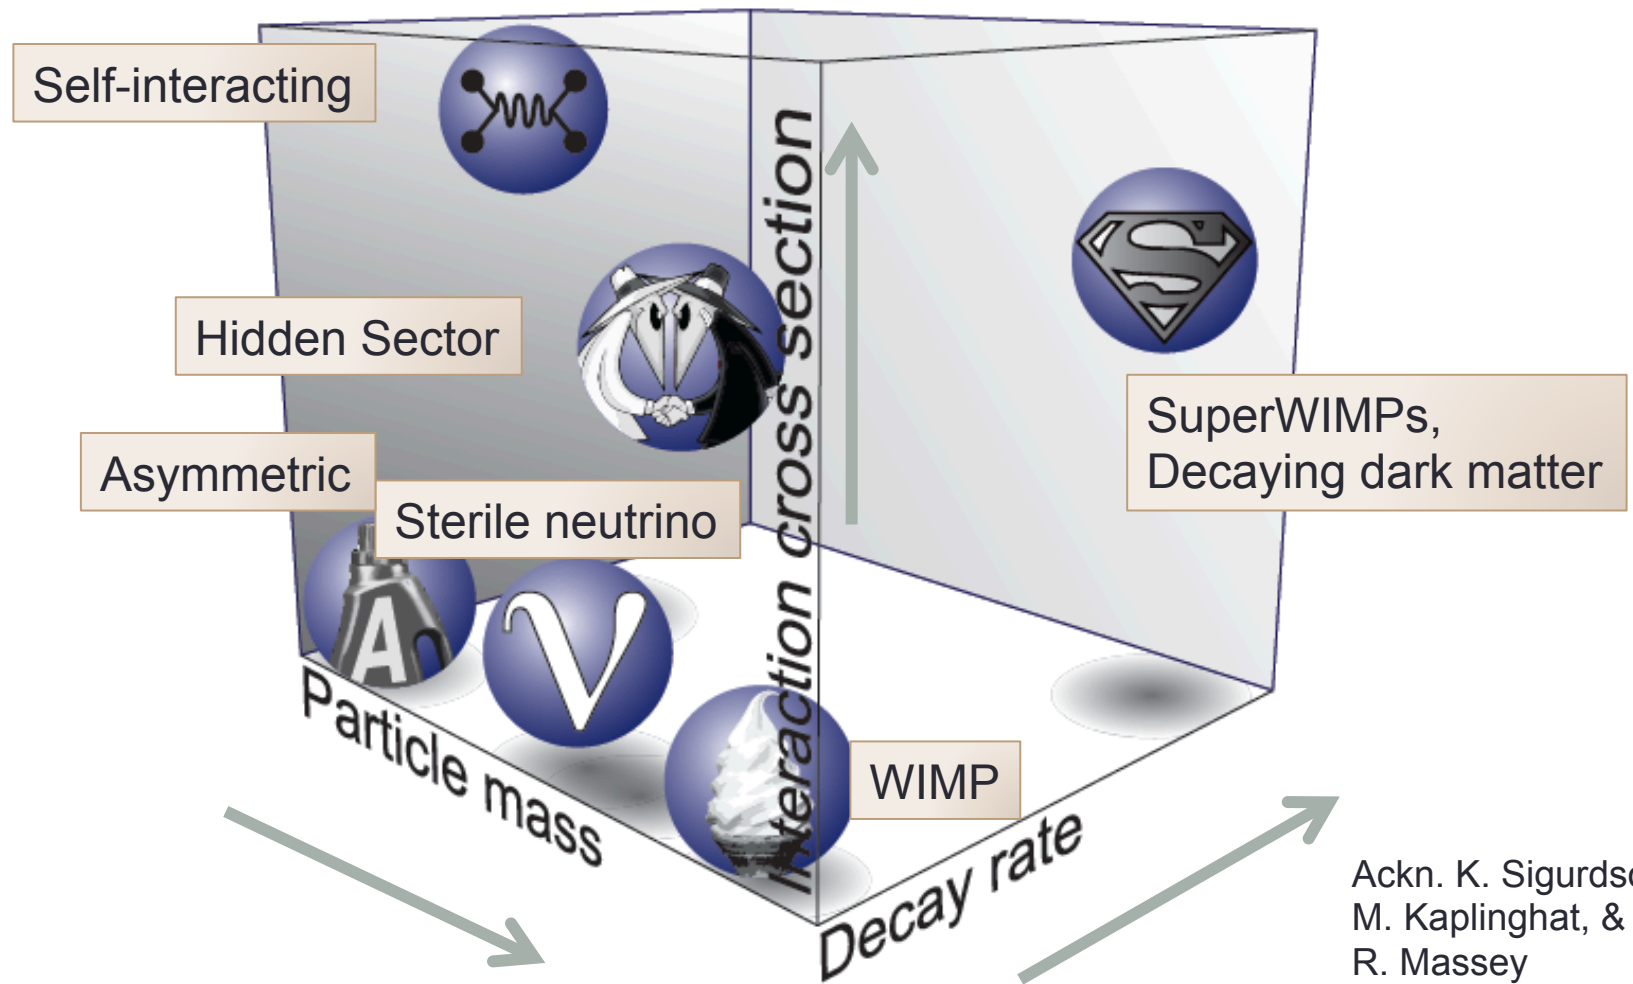 Self-interacting
Hidden Sector
Asymmetric
Sterile neutrino
Interaction cross section
SuperWIMPs,
Decaying dark matter
A
ν
S
WIMP
Particle mass
Decay rate
M. Kaplinghat, &
R. Massey
Ackn. K.